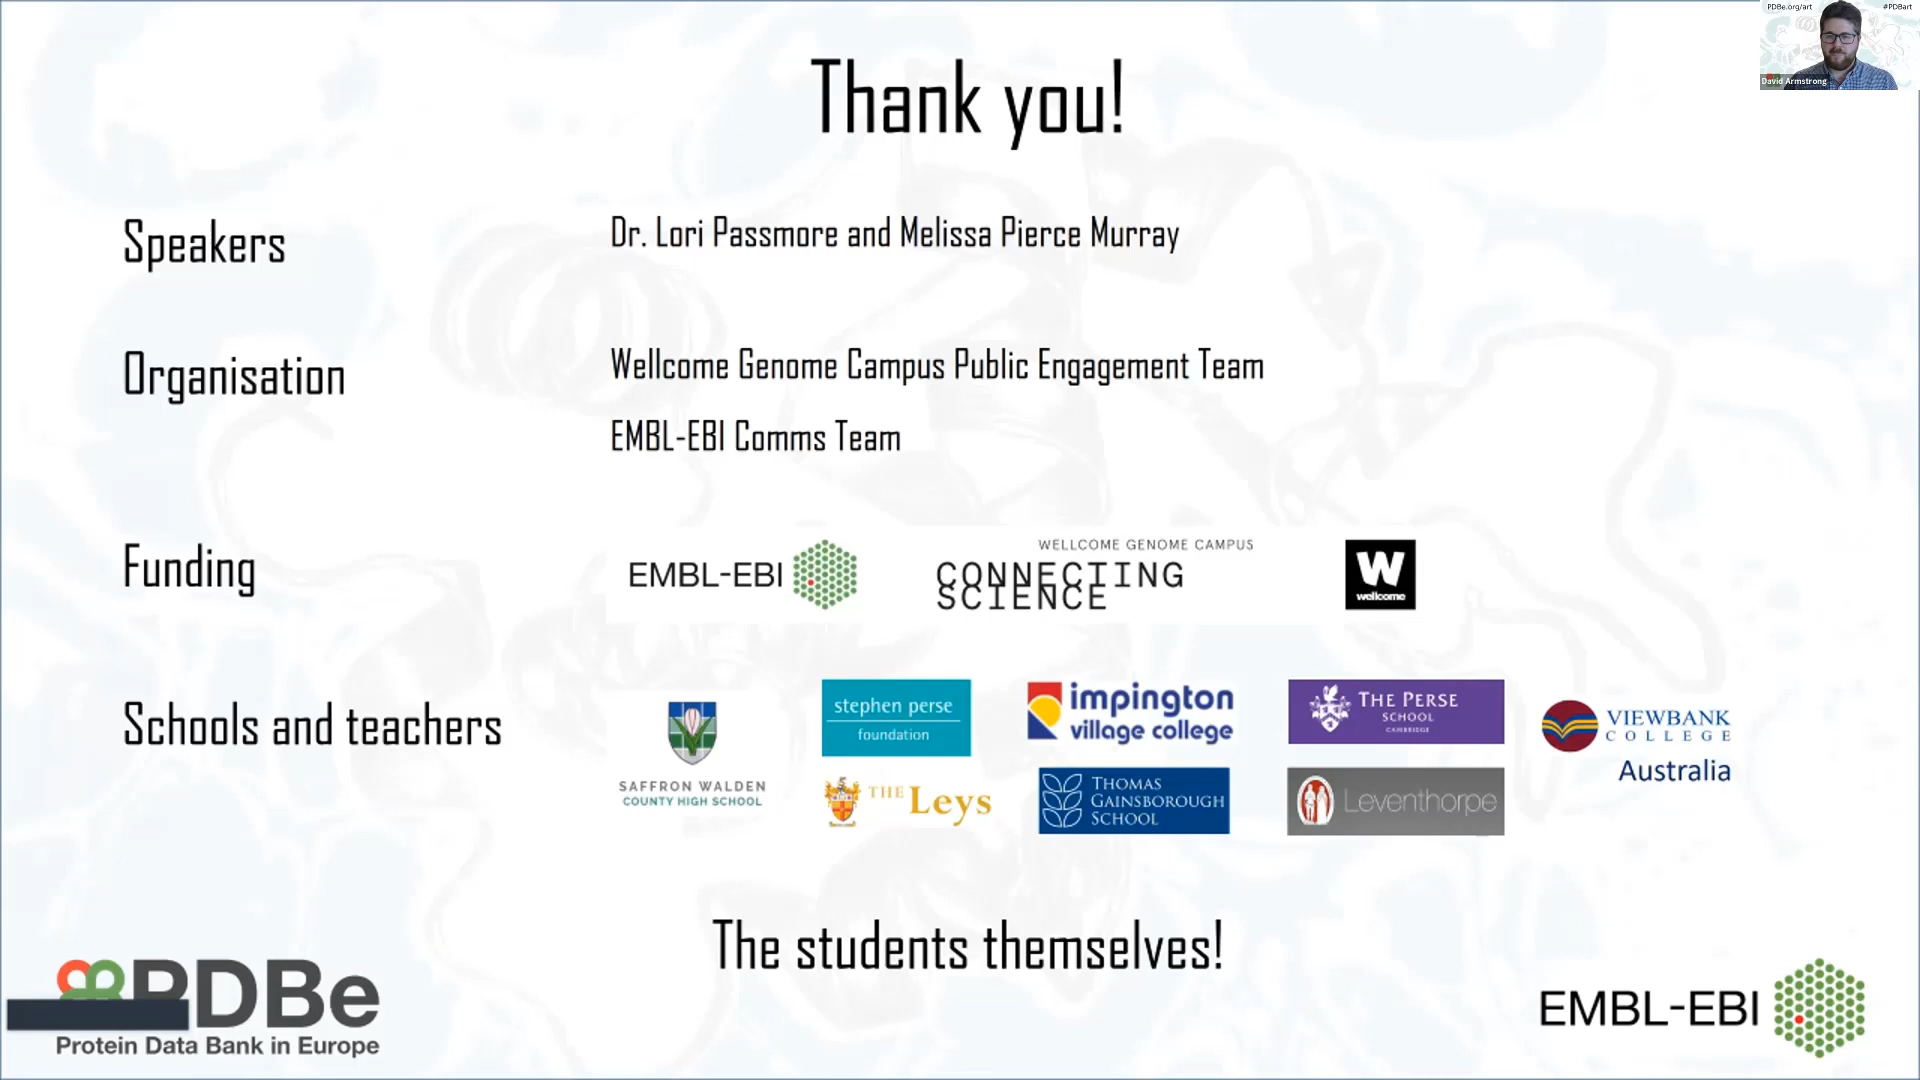 PDBe.org/art
#PDBart
David Armstrong
Thank you!
Speakers
Dr. Lori Passmore and Melissa Pierce Murray
Organisation
Wellcome Genome Campus Public Engagement Team
EMBL-EBI Comms Team
Funding
EMBL-EBI
WELLCOME GENOME CAMPUS
CONNECTING
SCIENCE
W
wellcome
Schools and teachers
SAFFRON WALDEN
COUNTY HIGH SCHOOL
stephen perse
foundation
impington
village college
THE PERSE
SCHOOL
CAMBRIDGE
VIEWBANK
COLLEGE
Australia
THE Leys
THOMAS
GAINSBOROUGH
SCHOOL
Leventhorpe
The students themselves!
PDBe
Protein Data Bank in Europe
EMBL-EBI